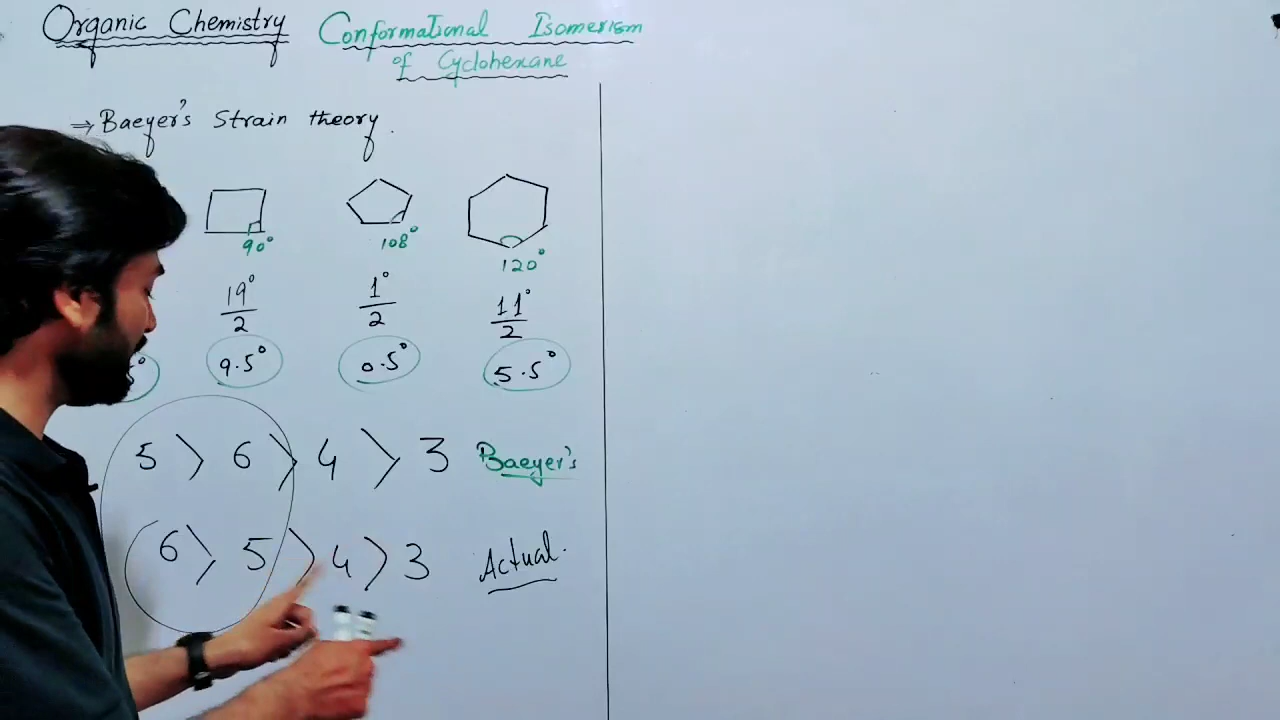 Organic Chemistry Conformational Isomerism
of Cyclohexane
⇒ Baeyer's Strain theory.
90° 108° 120°
19°/2 1°/2 11°/2
5° 9.5° 0.5° 5.5°
5 > 6 > 4 > 3 Baeyer's
6 > 5 > 4 > 3 Actual.